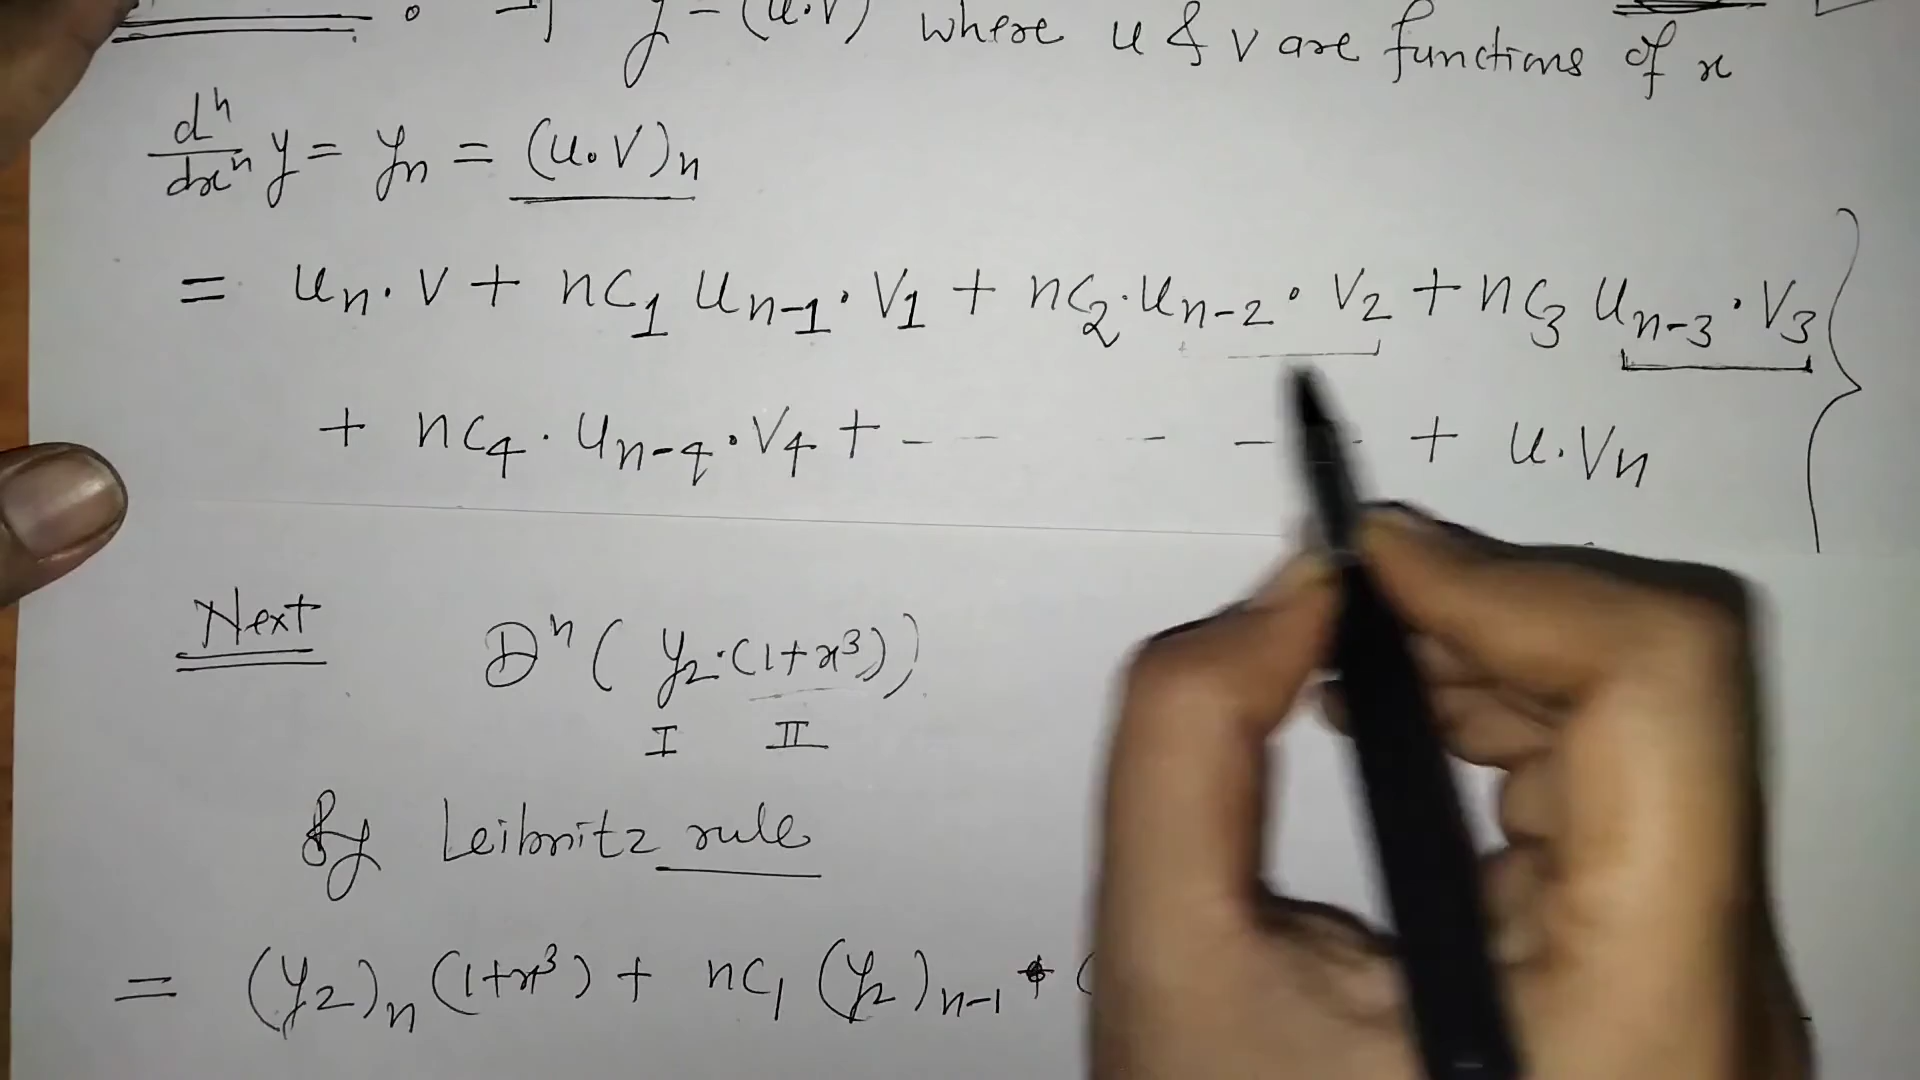 y = (u.v) where u & v are functions of x
dⁿ/dxⁿ y = yₙ = (u.v)ₙ
= uₙ.v + nc₁ uₙ₋₁.v₁ + nc₂.uₙ₋₂.v₂ + nc₃ uₙ₋₃.v₃
+ nc₄.uₙ₋₄.v₄ + - - - - - + u.vₙ
Next Dⁿ(y₂.(1+x³))
I II
By Leibnitz rule
= (y₂)ₙ (1+x³) + nc₁ (y₂)ₙ₋₁ (